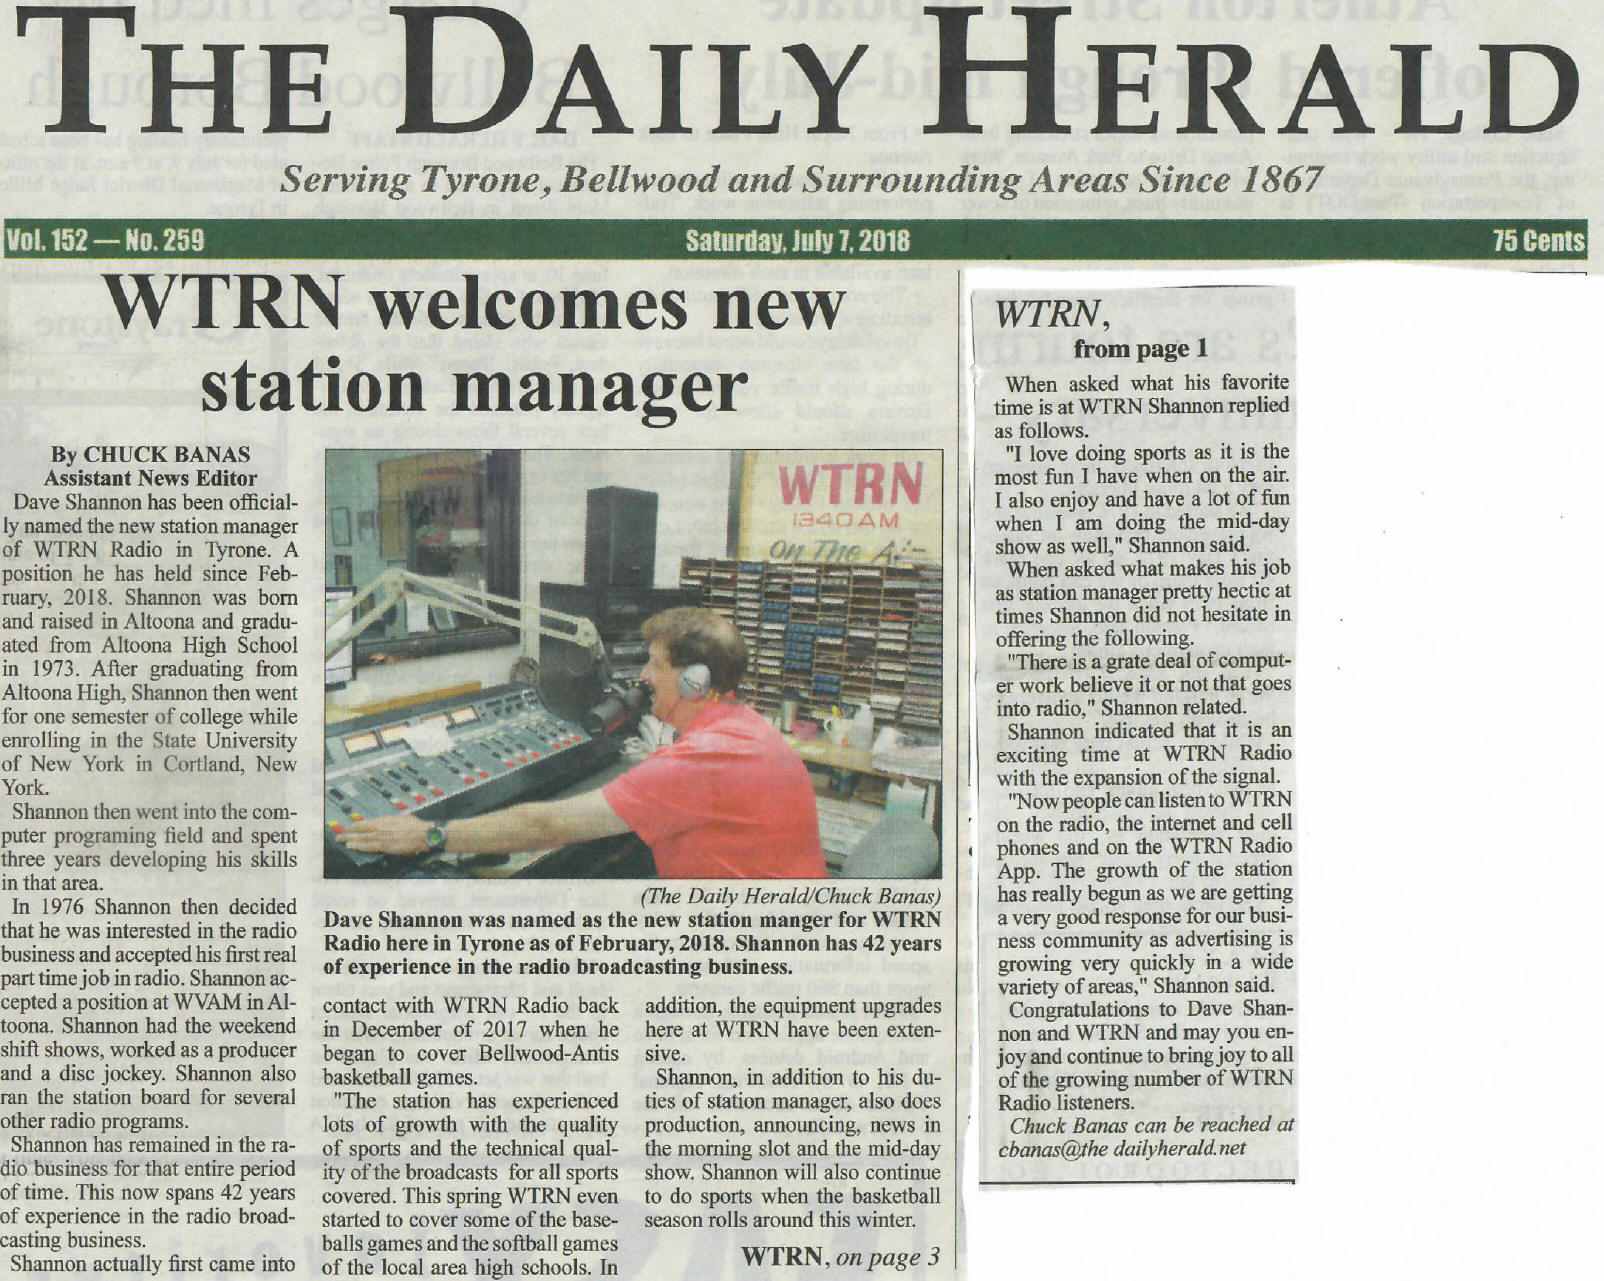 THE DAILY HERALD
Serving Tyrone, Bellwood and Surrounding Areas Since 1867
Vol. 152 — No. 259
Saturday, July 7, 2018
75 Cents
WTRN welcomes new
station manager
By CHUCK BANAS
Assistant News Editor
Dave Shannon has been official-
ly named the new station manager
of WTRN Radio in Tyrone. A
position he has held since Feb-
ruary, 2018. Shannon was born
and raised in Altoona and gradu-
ated from Altoona High School
in 1973. After graduating from
Altoona High, Shannon then went
for one semester of college while
enrolling in the State University
of New York in Cortland, New
York.
Shannon then went into the com-
puter programing field and spent
three years developing his skills
in that area.
In 1976 Shannon then decided
that he was interested in the radio
business and accepted his first real
part time job in radio. Shannon ac-
cepted a position at WVAM in Al-
toona. Shannon had the weekend
shift shows, worked as a producer
and a disc jockey. Shannon also
ran the station board for several
other radio programs.
Shannon has remained in the ra-
dio business for that entire period
of time. This now spans 42 years
of experience in the radio broad-
casting business.
Shannon actually first came into
WTRN
1340 AM
On The Air
(The Daily Herald/Chuck Banas)
Dave Shannon was named as the new station manger for WTRN
Radio here in Tyrone as of February, 2018. Shannon has 42 years
of experience in the radio broadcasting business.
contact with WTRN Radio back
in December of 2017 when he
began to cover Bellwood-Antis
basketball games.
"The station has experienced
lots of growth with the quality
of sports and the technical qual-
ity of the broadcasts for all sports
covered. This spring WTRN even
started to cover some of the base-
balls games and the softball games
of the local area high schools. In
addition, the equipment upgrades
here at WTRN have been exten-
sive.
Shannon, in addition to his du-
ties of station manager, also does
production, announcing, news in
the morning slot and the mid-day
show. Shannon will also continue
to do sports when the basketball
season rolls around this winter.
WTRN, on page 3
WTRN,
from page 1
When asked what his favorite
time is at WTRN Shannon replied
as follows.
"I love doing sports as it is the
most fun I have when on the air.
I also enjoy and have a lot of fun
when I am doing the mid-day
show as well," Shannon said.
When asked what makes his job
as station manager pretty hectic at
times Shannon did not hesitate in
offering the following.
"There is a grate deal of comput-
er work believe it or not that goes
into radio," Shannon related.
Shannon indicated that it is an
exciting time at WTRN Radio
with the expansion of the signal.
"Now people can listen to WTRN
on the radio, the internet and cell
phones and on the WTRN Radio
App. The growth of the station
has really begun as we are getting
a very good response for our busi-
ness community as advertising is
growing very quickly in a wide
variety of areas," Shannon said.
Congratulations to Dave Shan-
non and WTRN and may you en-
joy and continue to bring joy to all
of the growing number of WTRN
Radio listeners.
Chuck Banas can be reached at
cbanas@the dailyherald.net